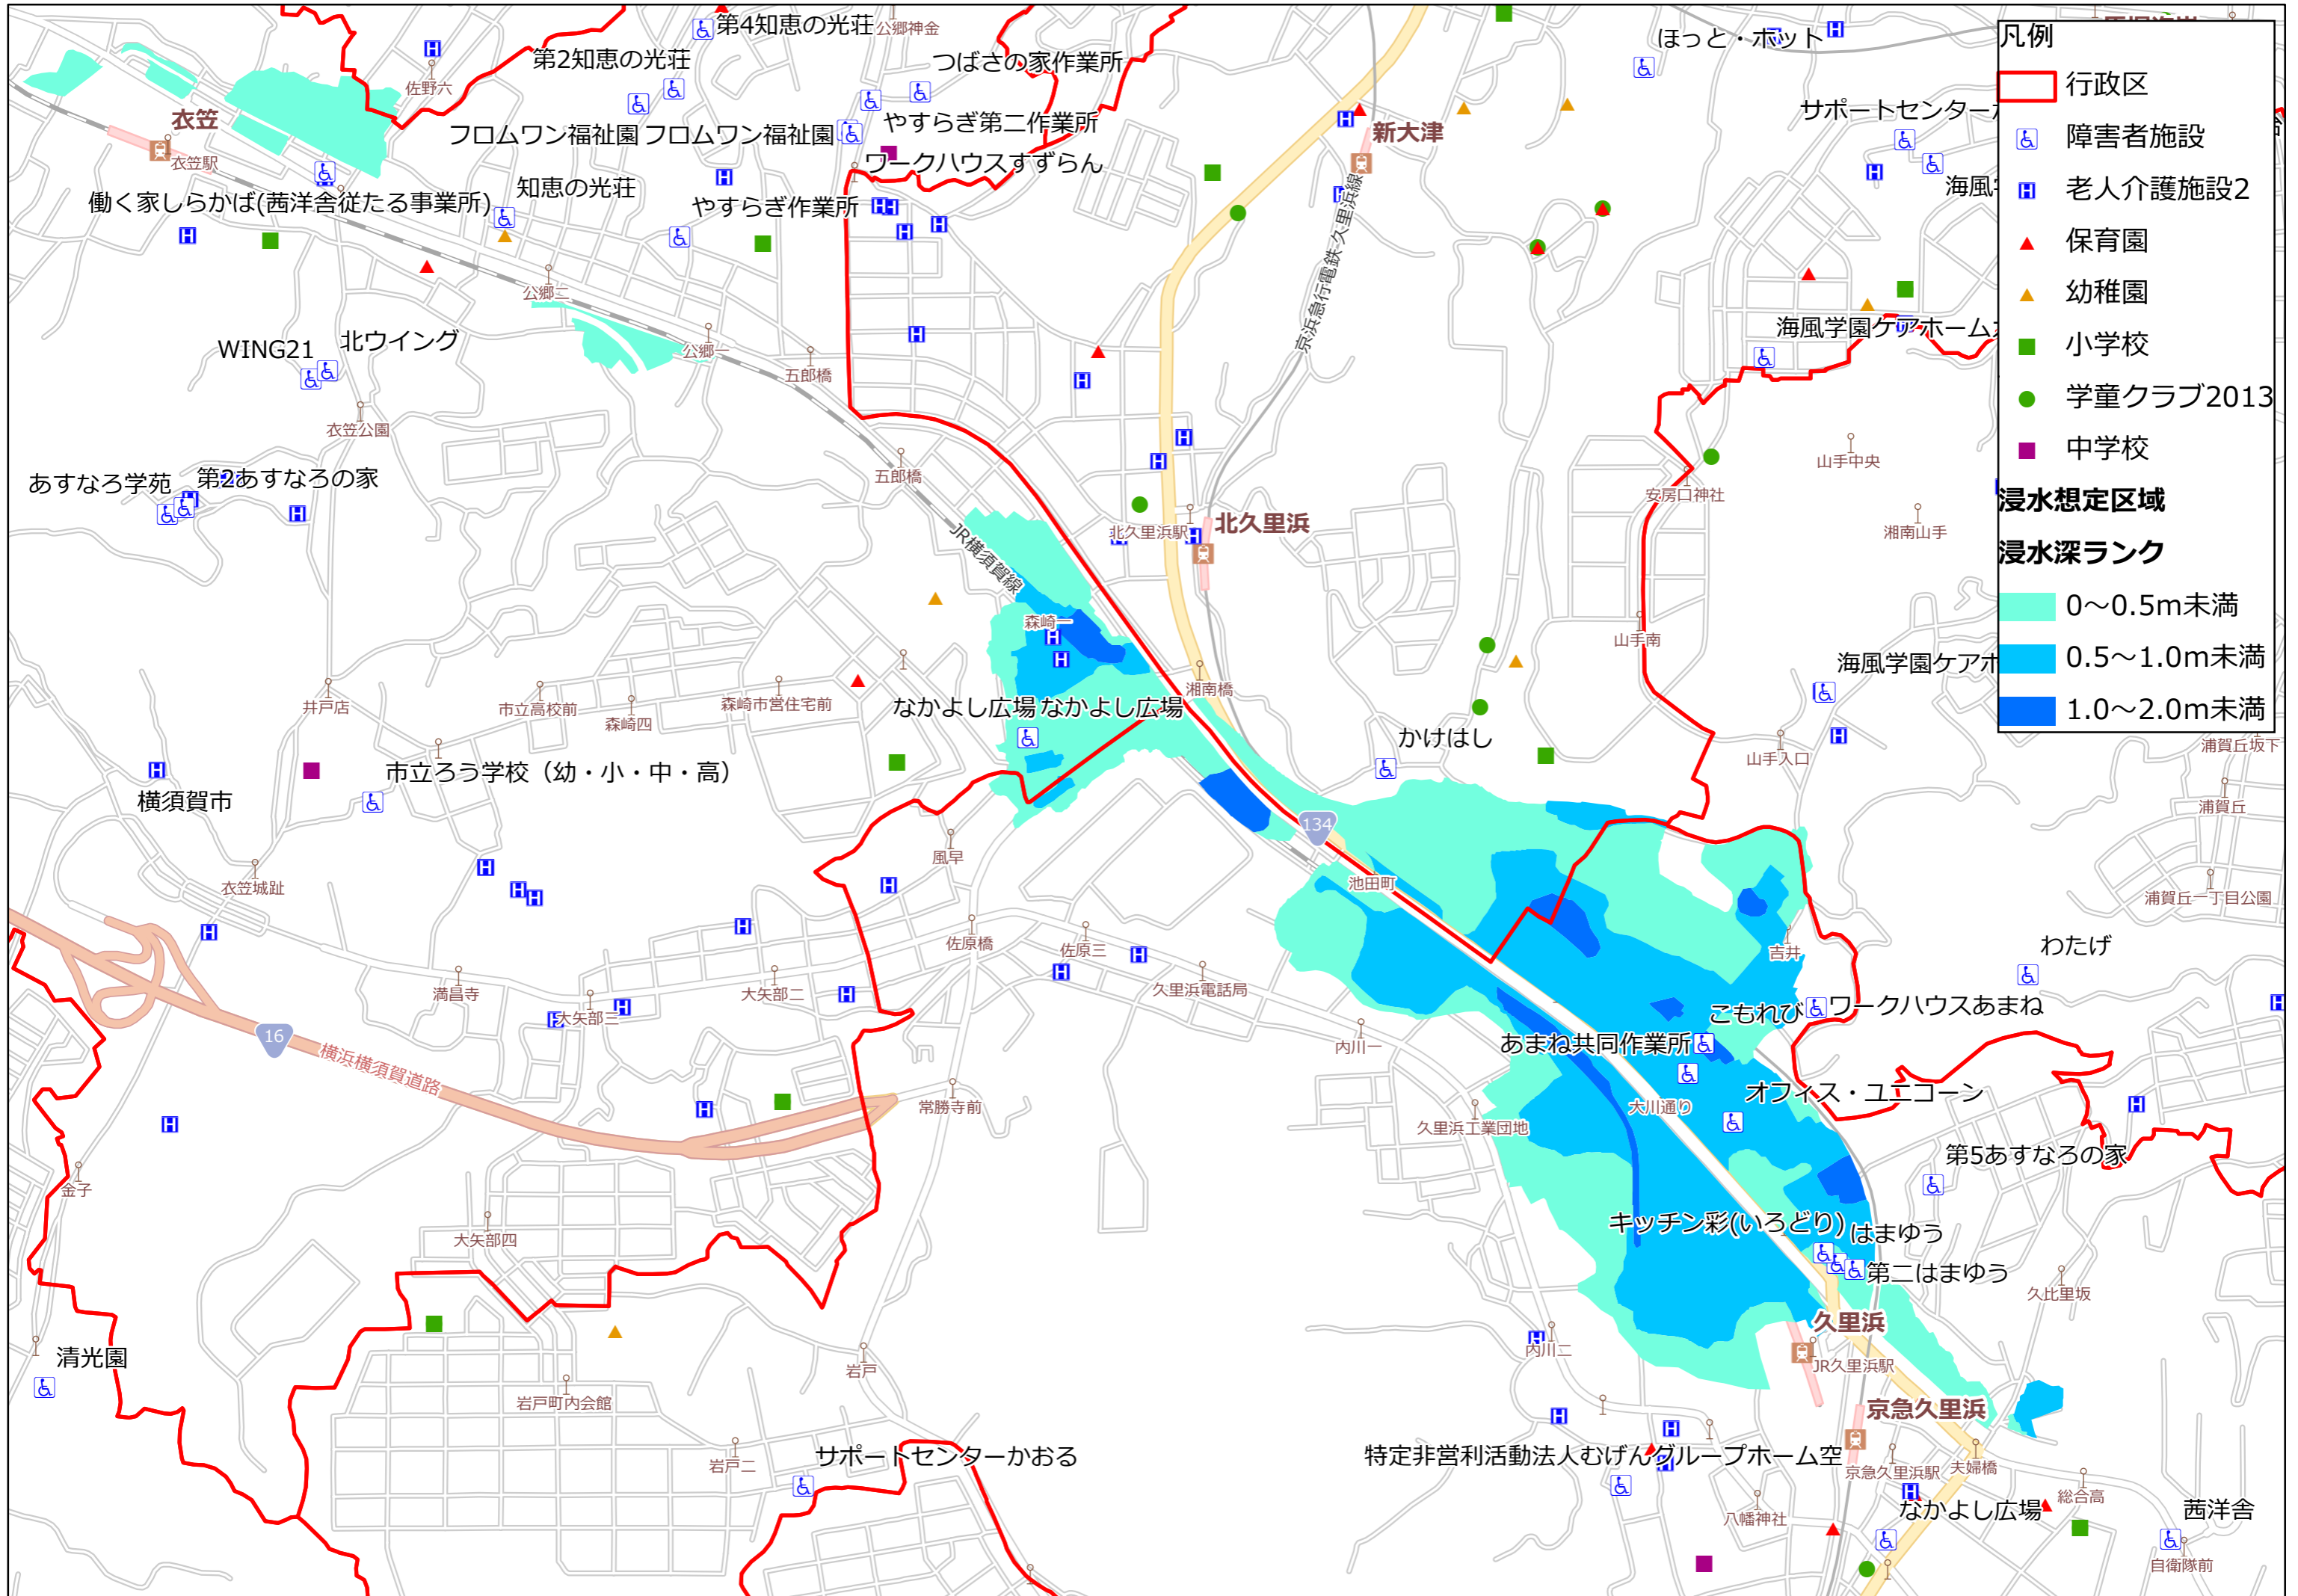 第4知恵の光荘
公郷神金
ほっと・ホット
凡例
第2知恵の光荘
つばさの家作業所
行政区
佐野六
サポートセンター
衣笠
フロムワン福祉園
フロムワン福祉園
やすらぎ第二作業所
新大津
障害者施設
衣笠駅
ワークハウスすずらん
働く家しらかば(茜洋舎従たる事業所)
知恵の光荘
やすらぎ作業所
海風
老人介護施設2
保育園
京浜急行電鉄久里浜線
公郷二
幼稚園
WING21
北ウイング
公郷一
五郎橋
海風学園ケアホーム
小学校
学童クラブ2013
衣笠公園
中学校
あすなろ学苑
第2あすなろの家
五郎橋
山手中央
安房口神社
浸水想定区域
JR横須賀線
北久里浜駅
北久里浜
湘南山手
浸水深ランク
0～0.5m未満
森崎一
山手南
0.5～1.0m未満
海風学園ケアホ
井戸店
市立高校前
森崎四
森崎市営住宅前
なかよし広場
なかよし広場
湘南橋
1.0～2.0m未満
かけはし
山手入口
浦賀丘坂下
市立ろう学校（幼・小・中・高）
横須賀市
浦賀丘
134
風早
衣笠城趾
池田町
浦賀丘一丁目公園
佐原橋
佐原三
吉井
わたげ
満昌寺
大矢部二
久里浜電話局
大矢部三
こもれび
ワークハウスあまね
16
横浜横須賀道路
内川一
あまね共同作業所
常勝寺前
大川通り
オフィス・ユニコーン
久里浜工業団地
第5あすなろの家
金子
大矢部四
キッチン彩(いろどり)
はまゆう
第二はまゆう
久比里坂
久里浜
清光園
岩戸
内川二
JR久里浜駅
岩戸町内会館
京急久里浜
岩戸二
サポートセンターかおる
特定非営利活動法人むげん
グループホーム空
京急久里浜駅
夫婦橋
総合高
八幡神社
なかよし広場
茜洋舎
自衛隊前